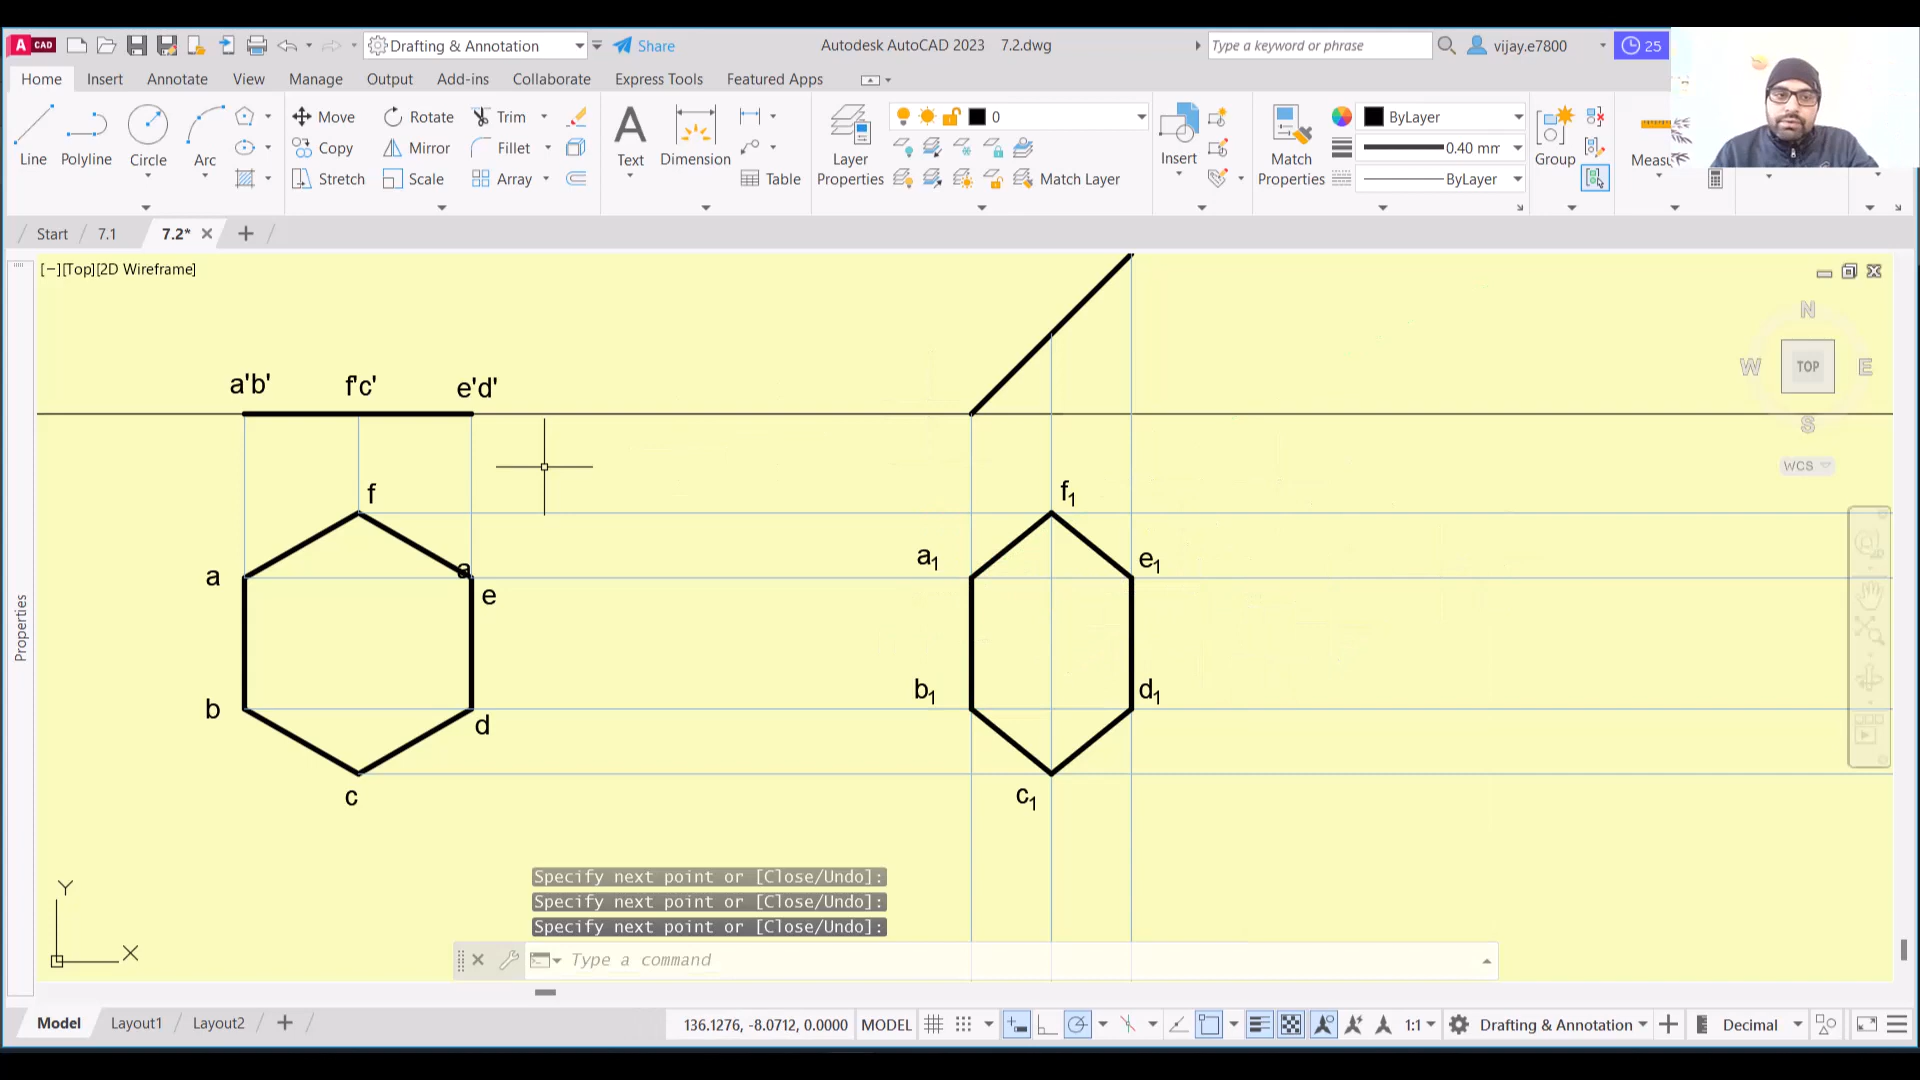 A CAD
Drafting & Annotation
Share
Autodesk AutoCAD 2023 7.2.dwg
Type a keyword or phrase
vijay.e7800
25
Home Insert Annotate View Manage Output Add-ins Collaborate Express Tools Featured Apps
Line Polyline Circle Arc
Move Rotate Trim
Copy Mirror Fillet
Stretch Scale Array
Text Dimension Table
Layer Properties
0
Match Layer
Insert
Match Properties
ByLayer
0.40 mm
ByLayer
Group
Start 7.1 7.2*
[−][Top][2D Wireframe]
N
W TOP E
S
WCS
a'b' f'c' e'd'
f f₁
a a e a₁ e₁
b d b₁ d₁
c c₁
Properties
Specify next point or [Close/Undo]:
Specify next point or [Close/Undo]:
Specify next point or [Close/Undo]:
Type a command
Y
X
Model Layout1 Layout2
136.1276, -8.0712, 0.0000 MODEL 1:1 Drafting & Annotation Decimal